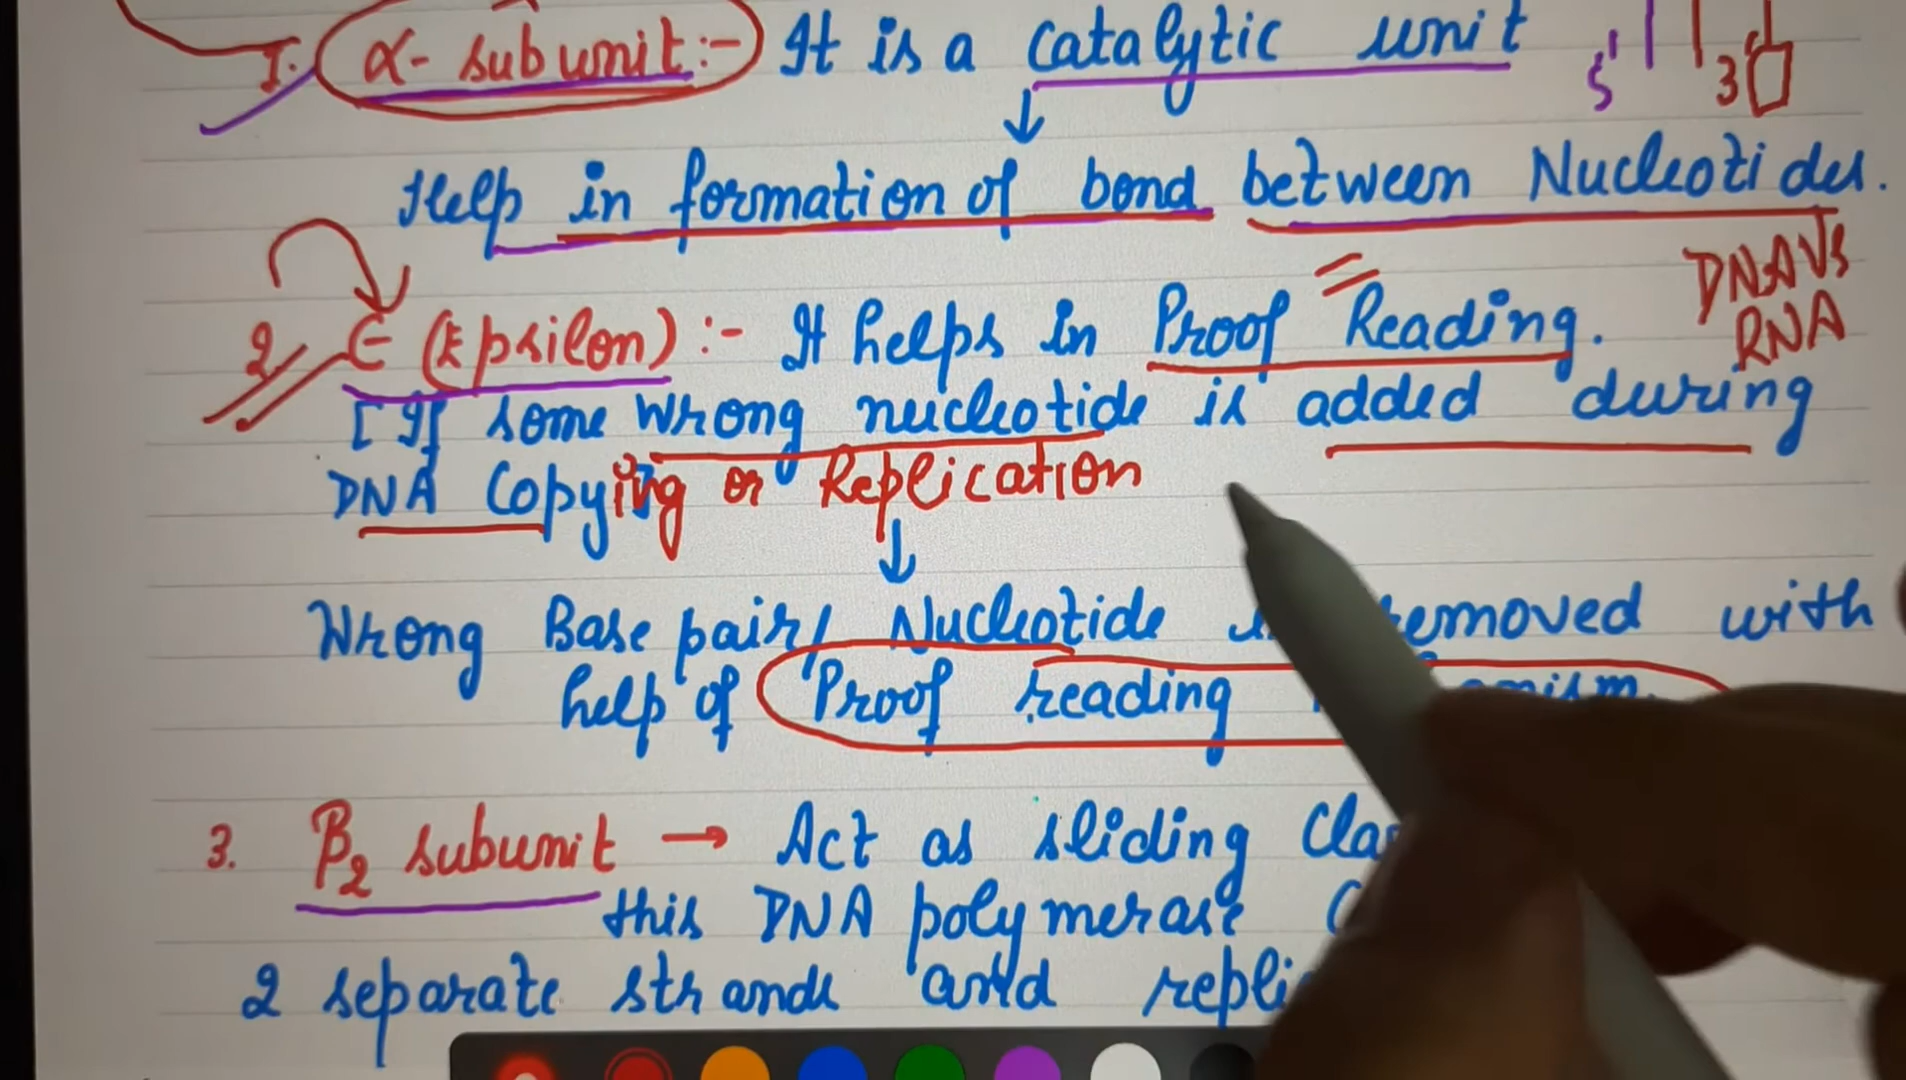 1. α- subunit :- It is a catalytic unit
5' 3
↓
Help in formation of bond between Nucleotides.
DNA Vs
RNA
2. ∈ (Epsilon) :- It helps in Proof Reading.
[If some wrong nucleotide is added during
DNA Copying or Replication
↓
Wrong Base pair/ Nucleotide removed with
help of Proof reading
3. β2 subunit → Act as sliding
this DNA polymerase
2 separate strands and